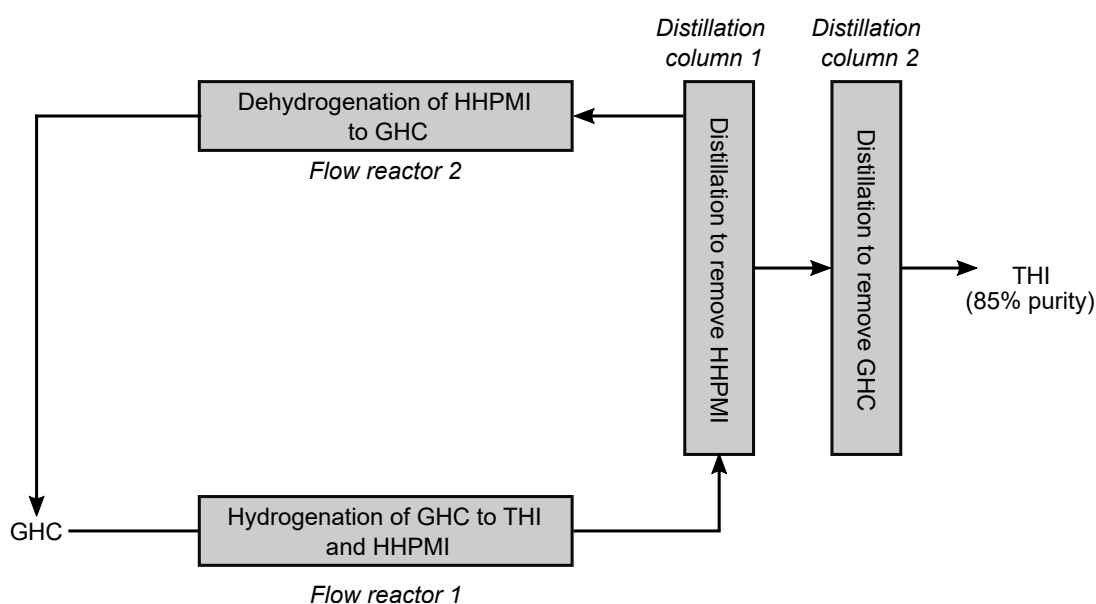 Distillation
column 1
Distillation
column 2
Dehydrogenation of HHPMI
to GHC
Flow reactor 2
Distillation to remove HHPMI
Distillation to remove GHC
THI
(85% purity)
GHC
Hydrogenation of GHC to THI
and HHPMI
Flow reactor 1